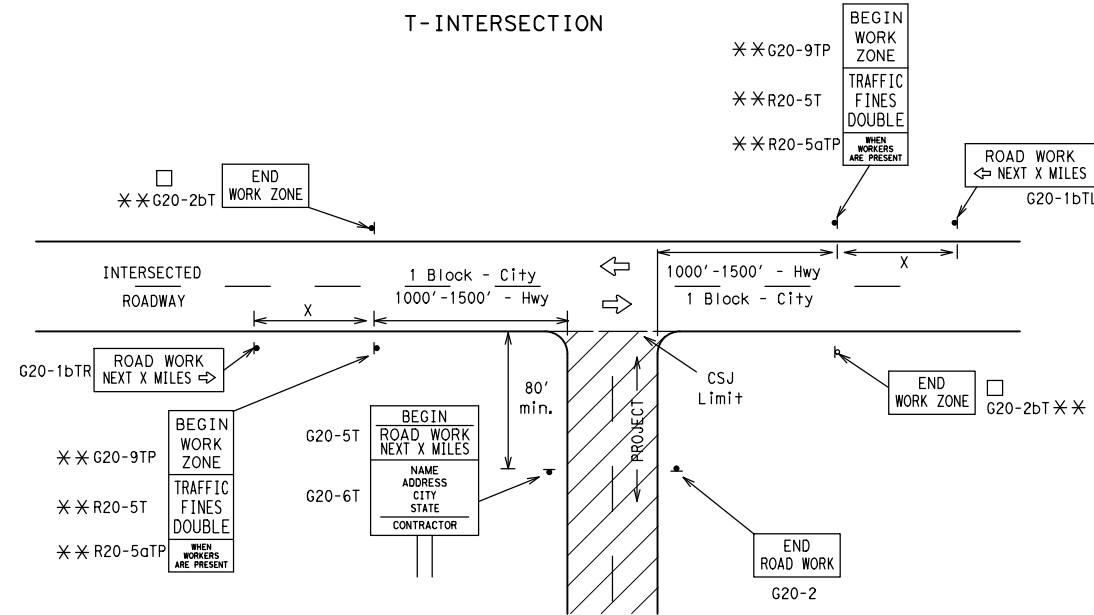 T-INTERSECTION
BEGIN
WORK
ZONE
**G20-9TP
TRAFFIC
FINES
DOUBLE
**R20-5T
WHEN
WORKERS
ARE PRESENT
**R20-5aTP
ROAD WORK
⇦ NEXT X MILES
G20-1bTL
□
**G20-2bT
END
WORK ZONE
INTERSECTED
ROADWAY
1 Block - City
1000'-1500' - Hwy
X
1000'-1500' - Hwy
1 Block - City
X
G20-1bTR
ROAD WORK
NEXT X MILES ⇨
80'
min.
CSJ
Limit
PROJECT
END
WORK ZONE
□
G20-2bT **
BEGIN
WORK
ZONE
**G20-9TP
TRAFFIC
FINES
DOUBLE
**R20-5T
WHEN
WORKERS
ARE PRESENT
**R20-5aTP
G20-5T
BEGIN
ROAD WORK
NEXT X MILES
G20-6T
NAME
ADDRESS
CITY
STATE
CONTRACTOR
END
ROAD WORK
G20-2